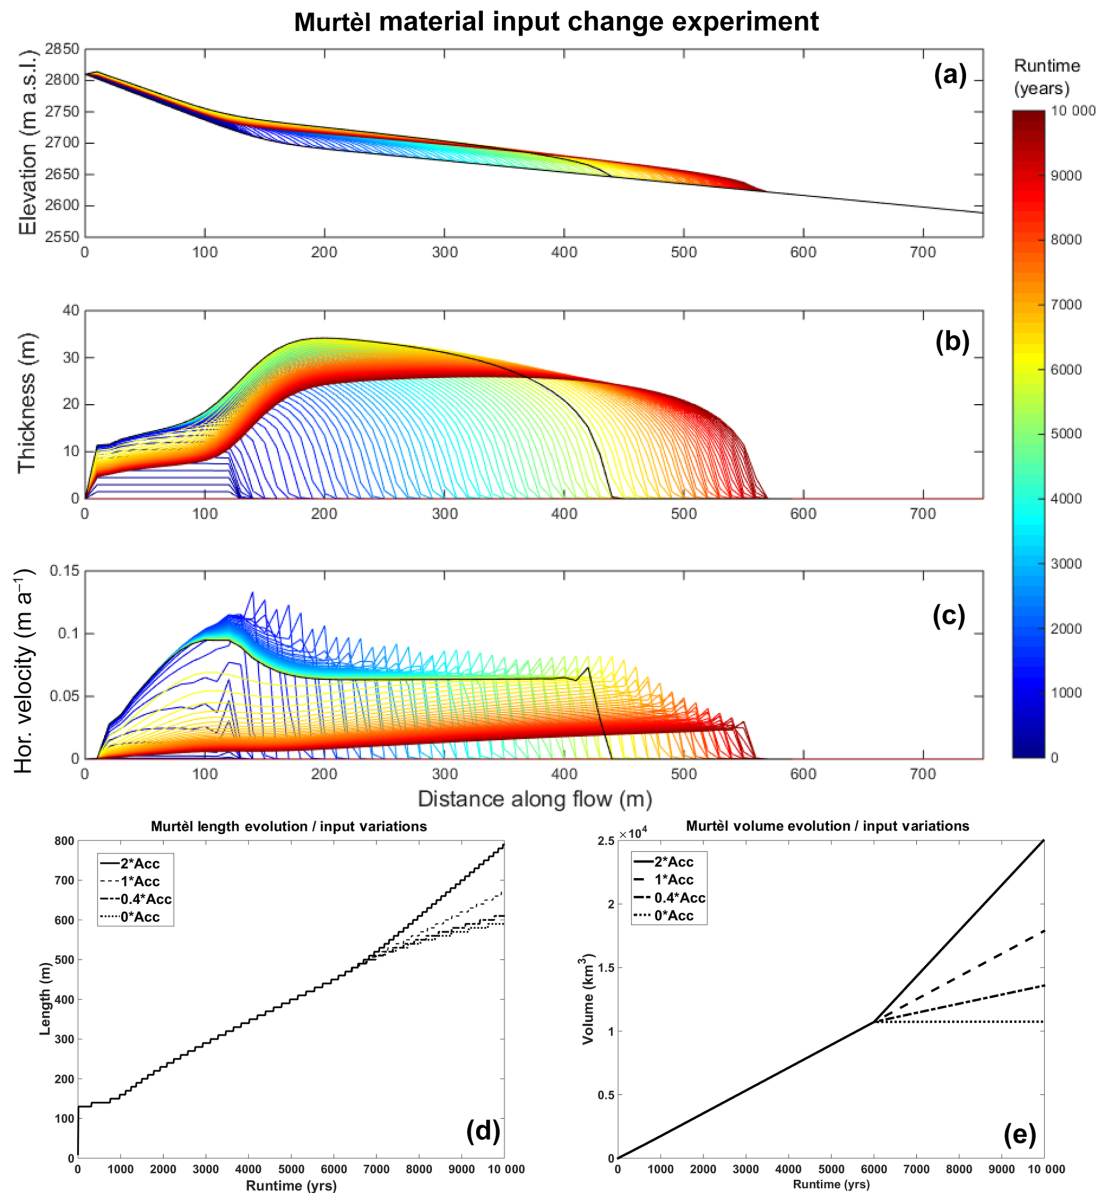 Murtèl material input change experiment
2850
2800
2750
2700
2650
2600
2550
Elevation (m a.s.l.)
(a)
0 100 200 300 400 500 600 700
40
30
20
10
0
Thickness (m)
(b)
0 100 200 300 400 500 600 700
0.15
0.1
0.05
0
Hor. velocity (m a⁻¹)
(c)
0 100 200 300 400 500 600 700
Distance along flow (m)
Runtime
(years)
10 000
9000
8000
7000
6000
5000
4000
3000
2000
1000
0
Murtèl length evolution / input variations
800
700
600
500
400
300
200
100
0
Length (m)
2*Acc
1*Acc
0.4*Acc
0*Acc
(d)
0 1000 2000 3000 4000 5000 6000 7000 8000 9000 10 000
Runtime (yrs)
Murtèl volume evolution / input variations
×10⁴
2.5
2
1.5
1
0.5
0
Volume (km³)
2*Acc
1*Acc
0.4*Acc
0*Acc
(e)
0 1000 2000 3000 4000 5000 6000 7000 8000 9000 10 000
Runtime (yrs)